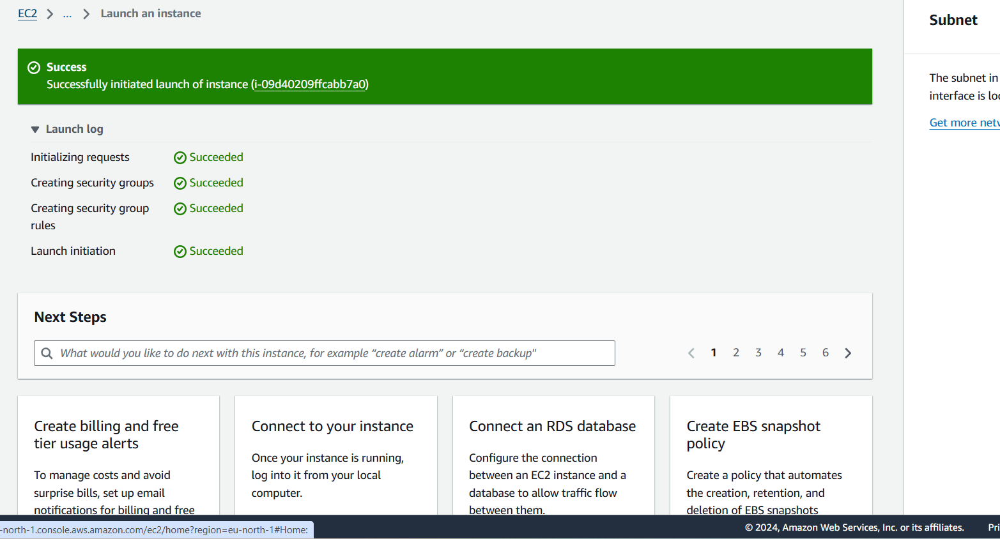 EC2 > ... > Launch an instance
Subnet
Success
Successfully initiated launch of instance (i-09d40209ffcabb7a0)
The subnet in
interface is
Get more
Launch log
Initializing requests Succeeded
Creating security groups Succeeded
Creating security group
rules Succeeded
Launch initiation Succeeded
Next Steps
What would you like to do next with this instance, for example “create alarm” or “create backup”
1 2 3 4 5 6
Create billing and free
tier usage alerts
To manage costs and avoid
surprise bills, set up email
notifications for billing and free
Connect to your instance
Once your instance is running,
log into it from your local
computer.
Connect an RDS database
Configure the connection
between an EC2 instance and a
database to allow traffic flow
between them.
Create EBS snapshot
policy
Create a policy that automates
the creation, retention, and
deletion of EBS snapshots
-north-1.console.aws.amazon.com/ec2/home?region=eu-north-1#Home:
© 2024, Amazon Web Services, Inc. or its affiliates.